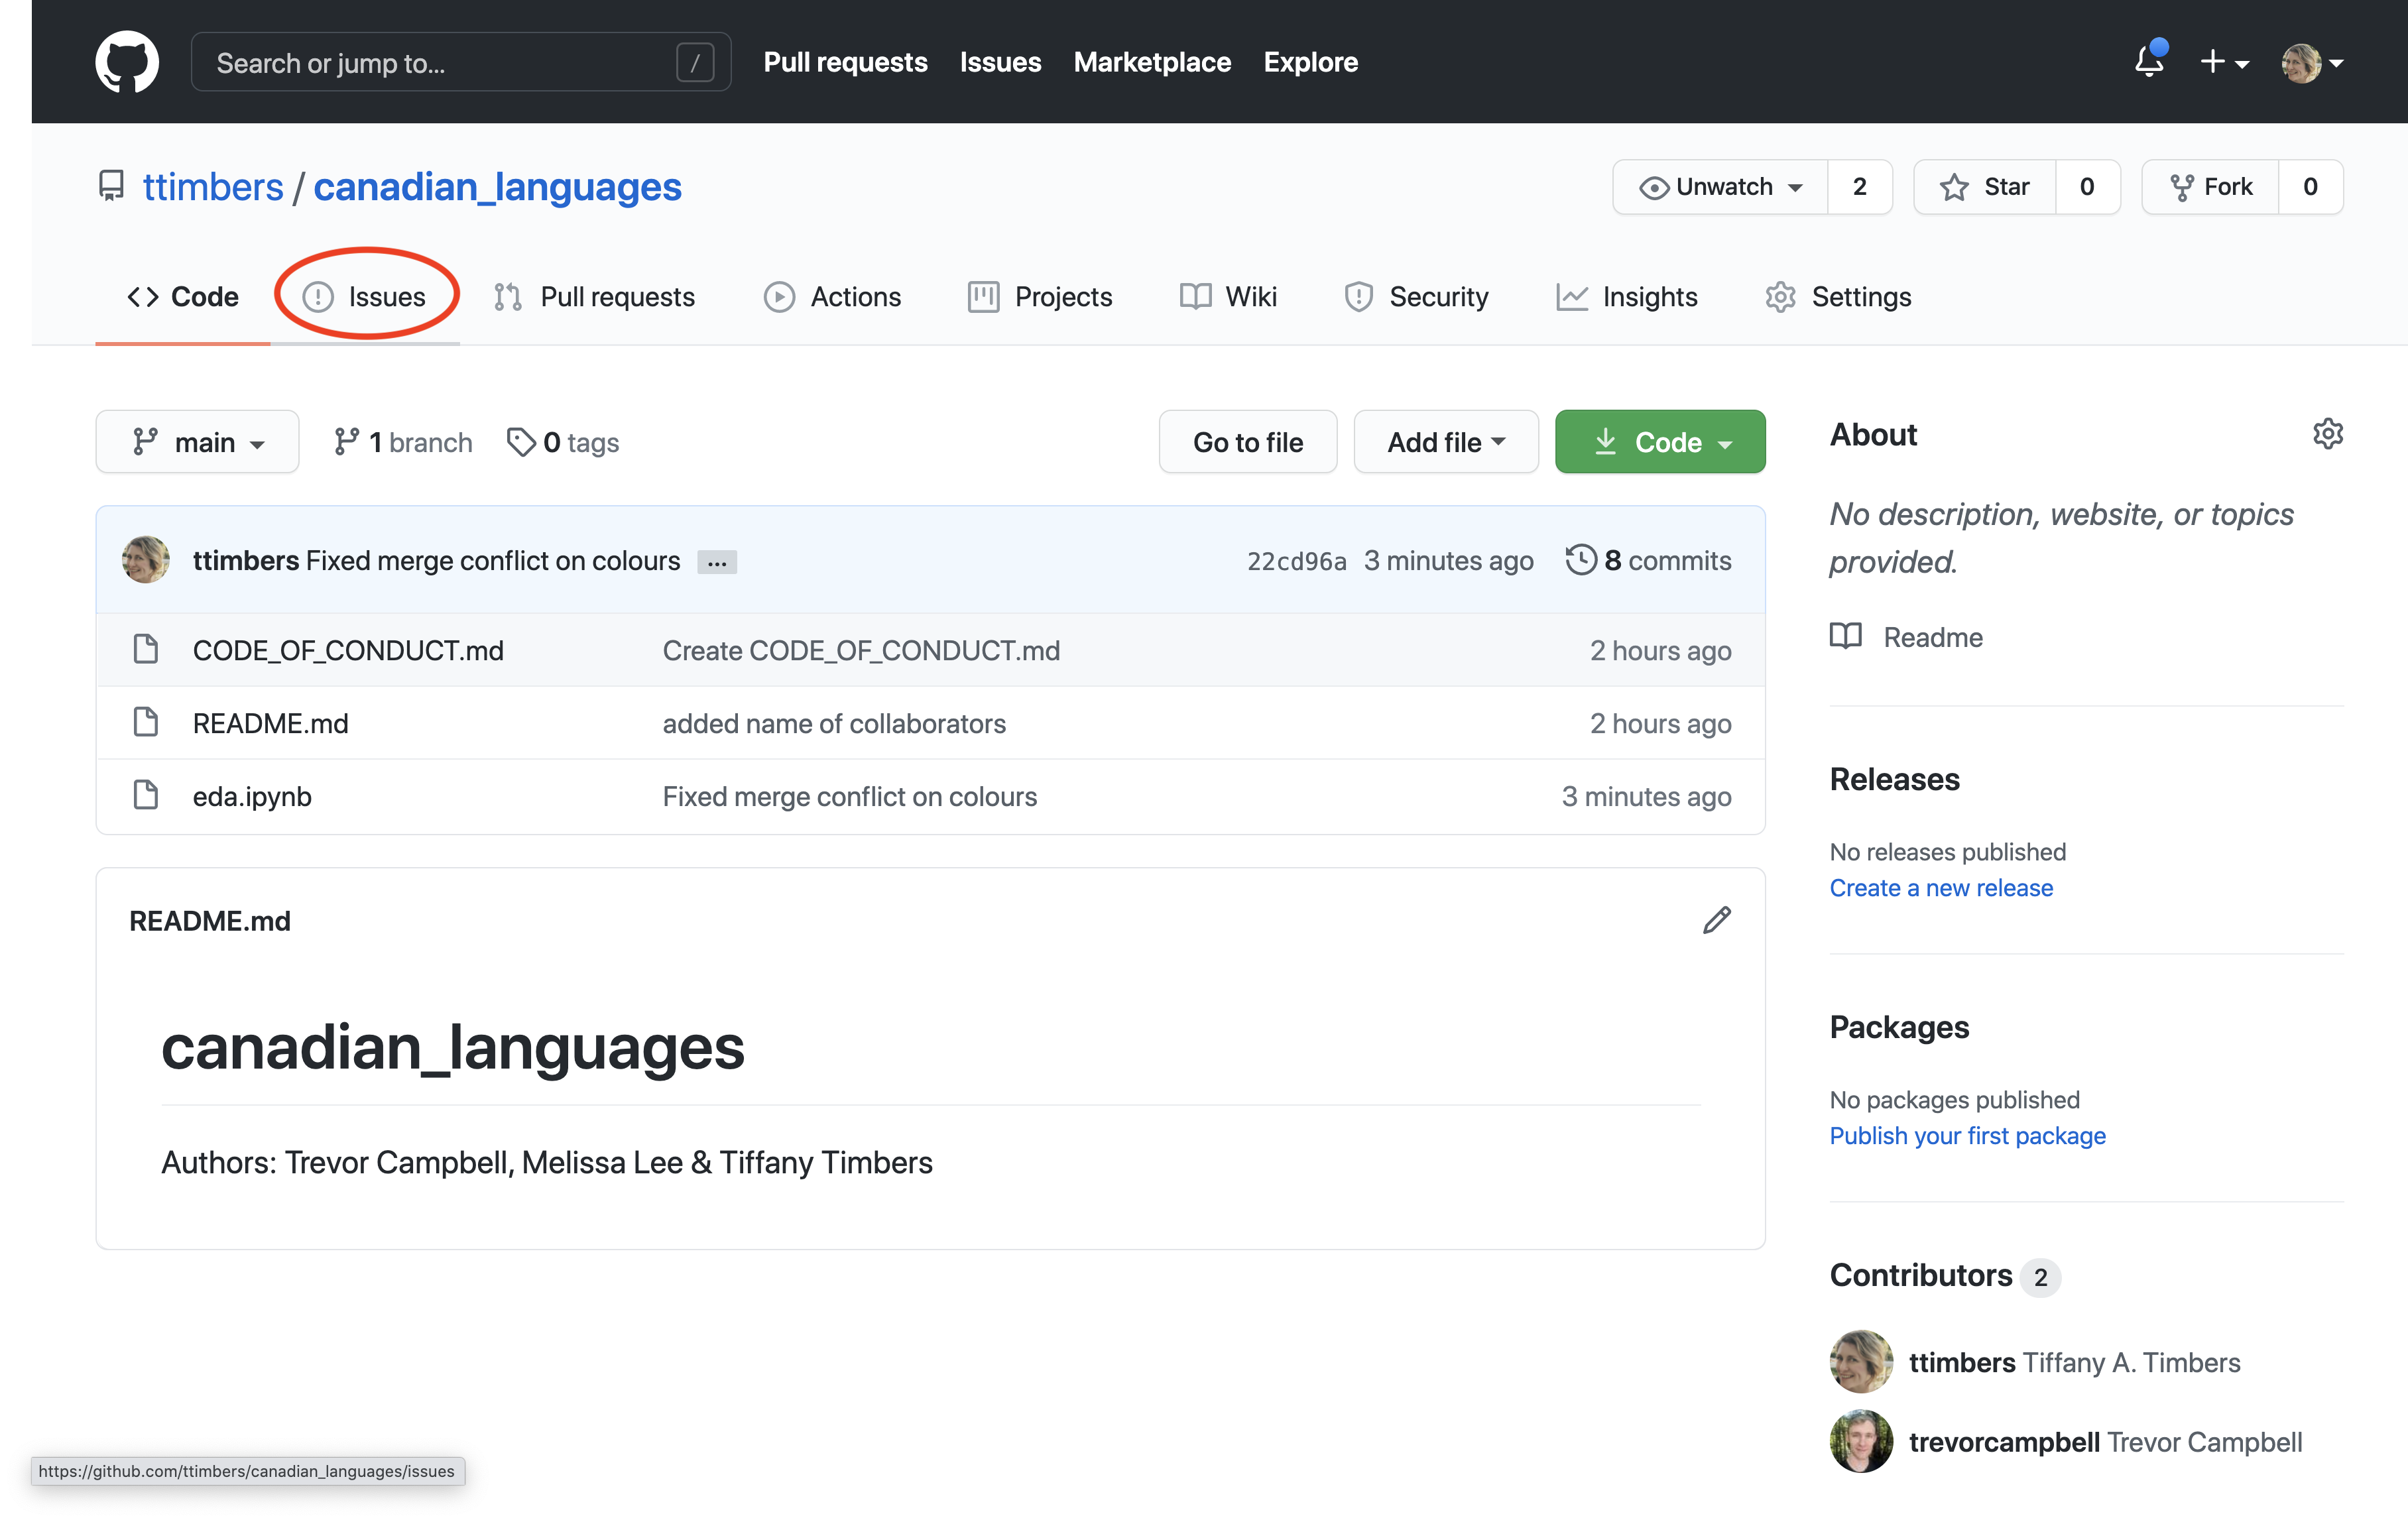 Search or jump to... / Pull requests Issues Marketplace Explore
ttimbers / canadian_languages Unwatch 2 Star 0 Fork 0
Code Issues Pull requests Actions Projects Wiki Security Insights Settings
main 1 branch 0 tags Go to file Add file Code
ttimbers Fixed merge conflict on colours ... 22cd96a 3 minutes ago 8 commits
CODE_OF_CONDUCT.md Create CODE_OF_CONDUCT.md 2 hours ago
README.md added name of collaborators 2 hours ago
eda.ipynb Fixed merge conflict on colours 3 minutes ago
README.md
canadian_languages
Authors: Trevor Campbell, Melissa Lee & Tiffany Timbers
About
No description, website, or topics
provided.
Readme
Releases
No releases published
Create a new release
Packages
No packages published
Publish your first package
Contributors 2
ttimbers Tiffany A. Timbers
trevorcampbell Trevor Campbell
https://github.com/ttimbers/canadian_languages/issues